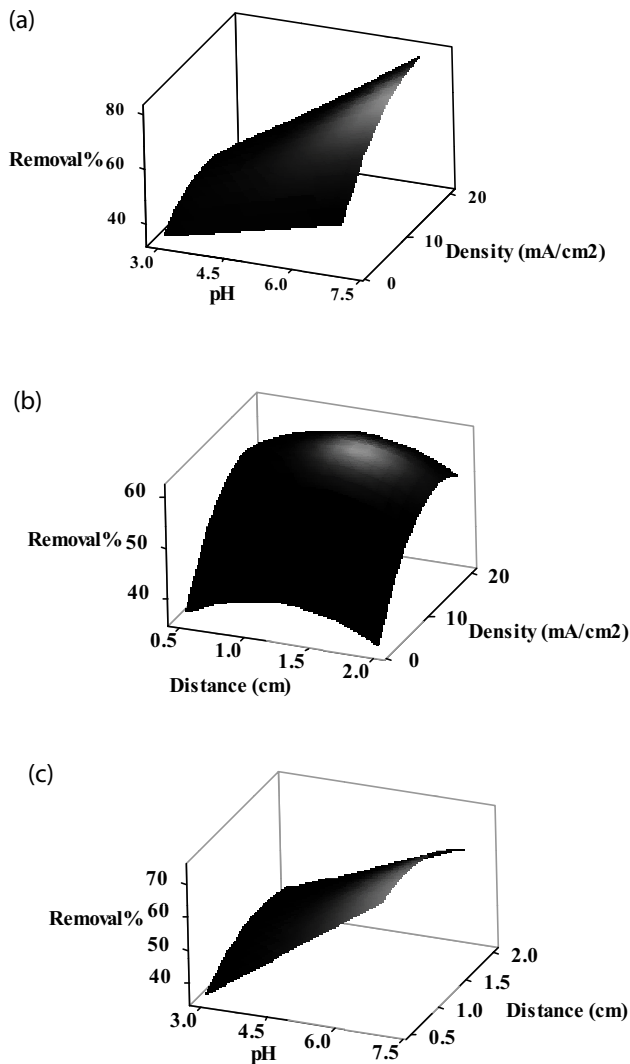 (a)
80
Removal% 60
40
3.0 4.5 6.0 7.5
pH
20
10 Density (mA/cm2)
0
(b)
60
Removal% 50
40
0.5 1.0 1.5 2.0
Distance (cm)
20
10
Density (mA/cm2)
0
(c)
70
60
Removal%
50
40
3.0 4.5 6.0 7.5
pH
2.0
1.5
1.0 Distance (cm)
0.5